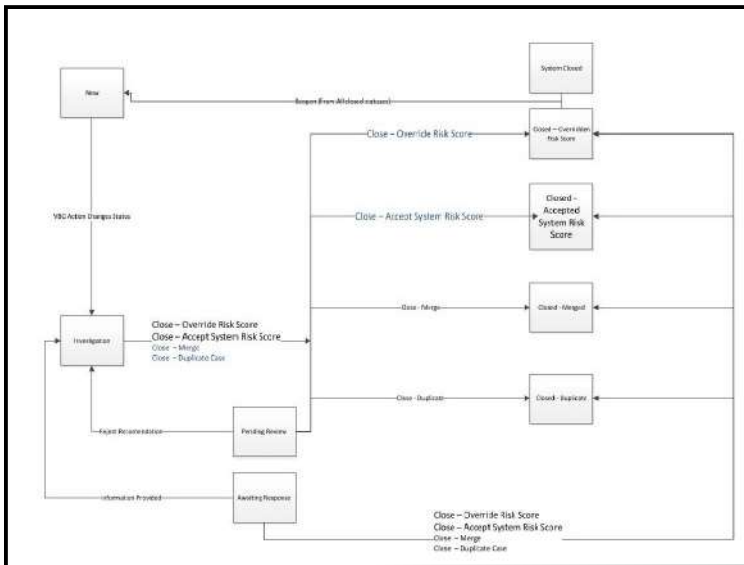 System Closed
New
Reopen (From All closed statuses)
Close – Override Risk Score
Closed – Overridden
Risk Score
VBC Action Changes Status
Close – Accept System Risk Score
Closed -
Accepted
System Risk
Score
Close - Merge
Closed - Merged
Investigation
Close – Override Risk Score
Close – Accept System Risk Score
Close – Merge
Close – Duplicate Case
Close - Duplicate
Closed - Duplicate
Reject Recomendation
Pending Review
Information Provided
Awaiting Response
Close – Override Risk Score
Close – Accept System Risk Score
Close – Merge
Close – Duplicate Case